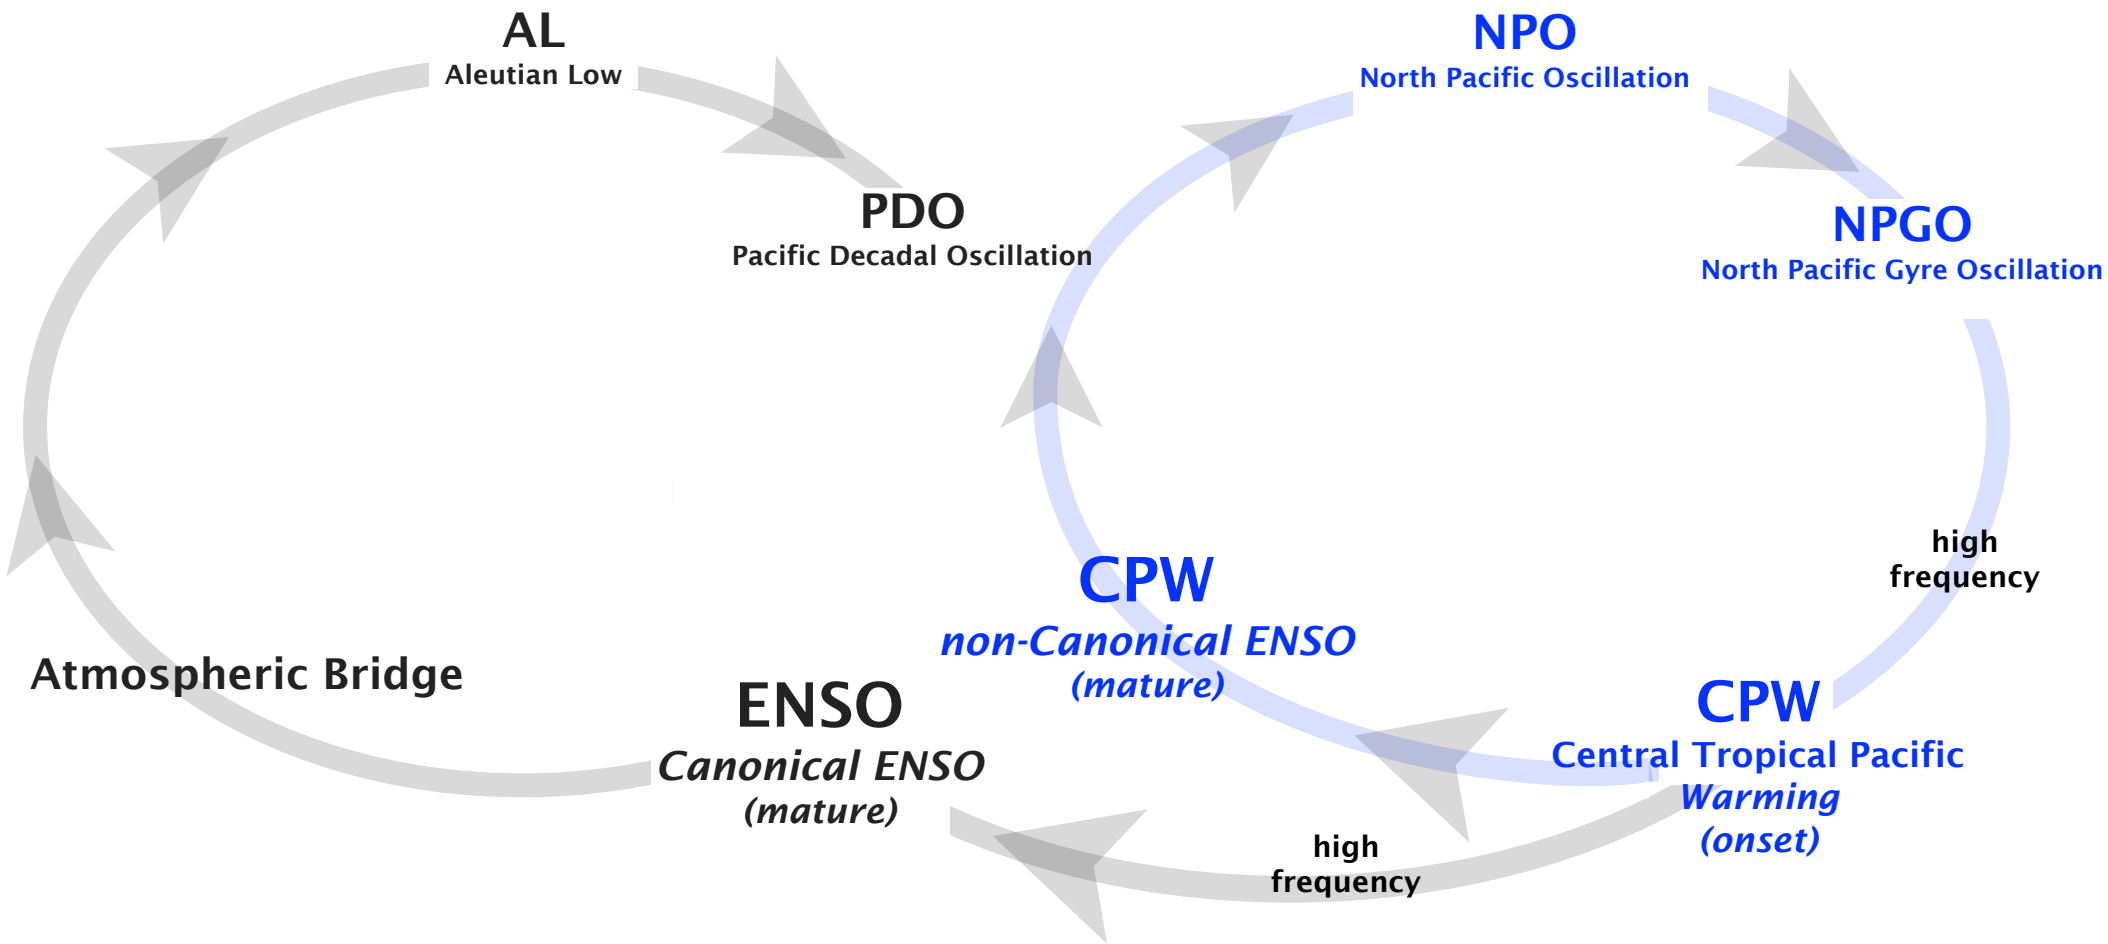 AL
Aleutian Low
NPO
North Pacific Oscillation
PDO
Pacific Decadal Oscillation
NPGO
North Pacific Gyre Oscillation
high
frequency
CPW
non-Canonical ENSO
(mature)
Atmospheric Bridge
ENSO
Canonical ENSO
(mature)
CPW
Central Tropical Pacific
Warming
(onset)
high
frequency